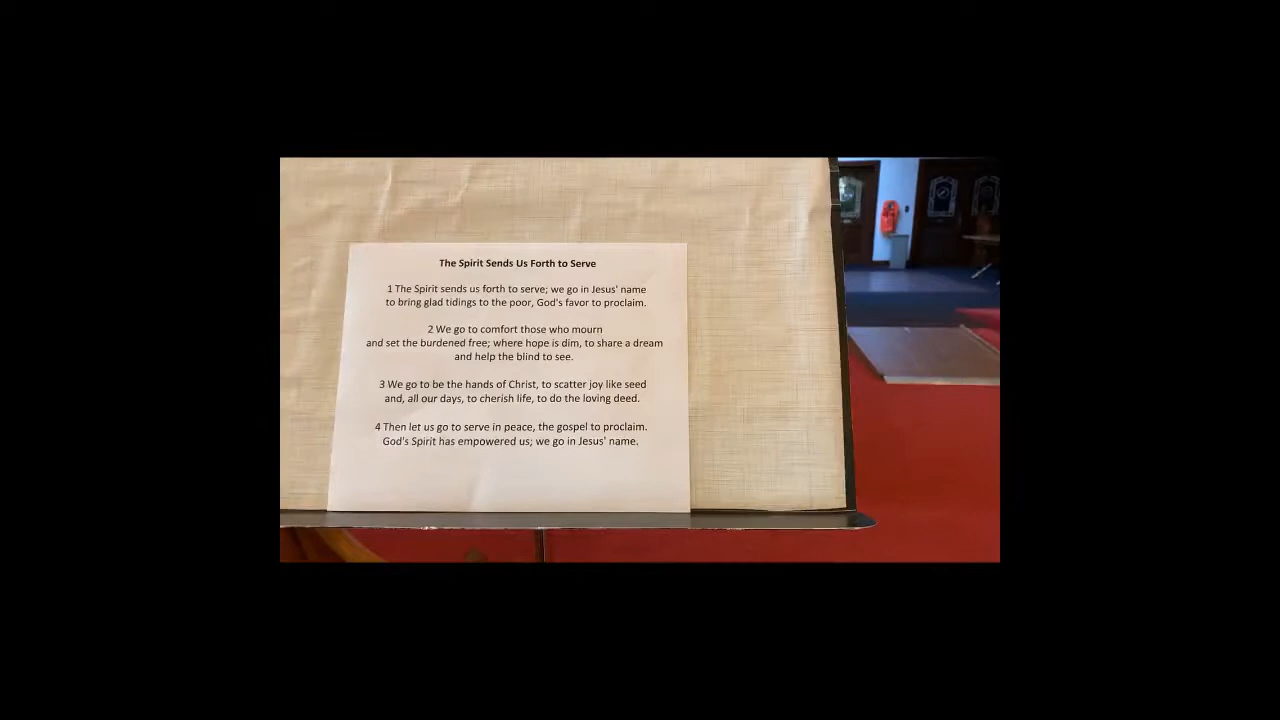 The Spirit Sends Us Forth to Serve
1 The Spirit sends us forth to serve; we go in Jesus' name
to bring glad tidings to the poor, God's favor to proclaim.
2 We go to comfort those who mourn
and set the burdened free; where hope is dim, to share a dream
and help the blind to see.
3 We go to be the hands of Christ, to scatter joy like seed
and, all our days, to cherish life, to do the loving deed.
4 Then let us go to serve in peace, the gospel to proclaim.
God's Spirit has empowered us; we go in Jesus' name.